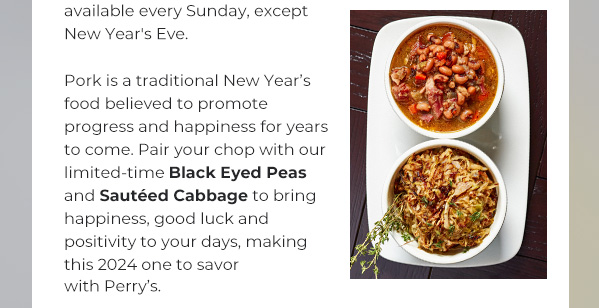 available every Sunday, except
New Year's Eve.
Pork is a traditional New Year’s
food believed to promote
progress and happiness for years
to come. Pair your chop with our
limited-time Black Eyed Peas
and Sautéed Cabbage to bring
happiness, good luck and
positivity to your days, making
this 2024 one to savor
with Perry’s.